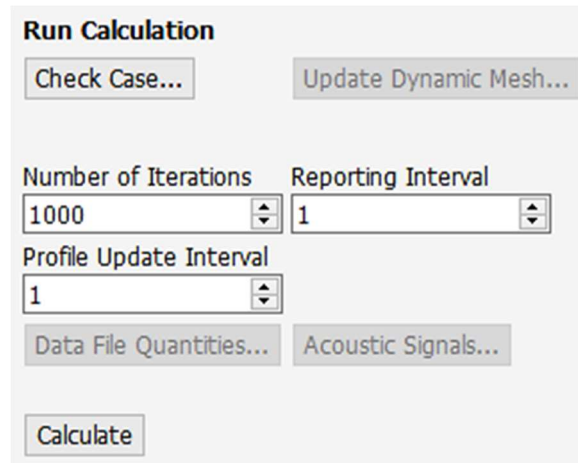 Run Calculation
Check Case... Update Dynamic Mesh...
Number of Iterations Reporting Interval
1000 1
Profile Update Interval
1
Data File Quantities... Acoustic Signals...
Calculate